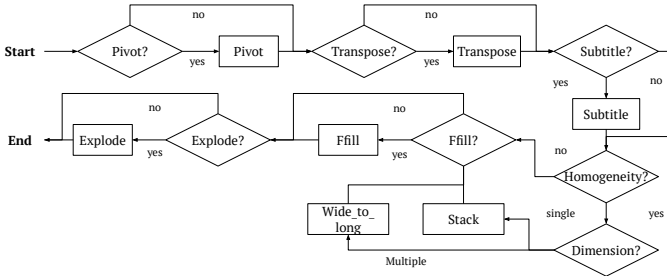 no
no
Start
Pivot?
Pivot
Transpose?
Transpose
Subtitle?
yes
yes
yes
no
Subtitle
no
no
End
Explode
Explode?
Ffill
Ffill?
yes
yes
no
Homogeneity?
Wide_to_
long
Stack
single
yes
Dimension?
Multiple